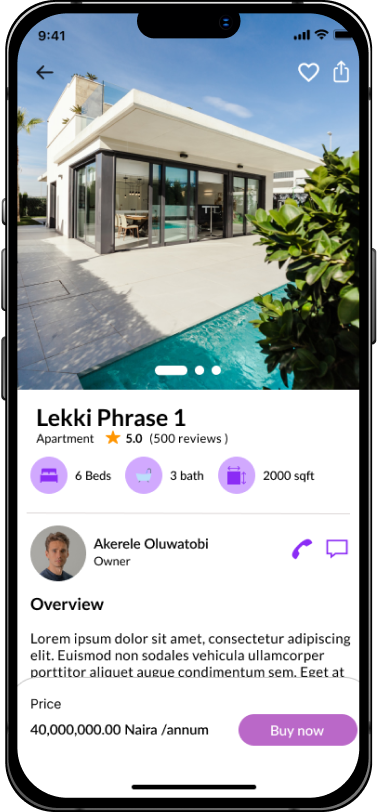 9:41
Lekki Phrase 1
Apartment 5.0 (500 reviews )
6 Beds 3 bath 2000 sqft
Akerele Oluwatobi
Owner
Overview
Lorem ipsum dolor sit amet, consectetur adipiscing
elit. Euismod non sodales vehicula ullamcorper
porttitor aliquet augue condimentum sem. Eget at
Price
40,000,000.00 Naira /annum Buy now